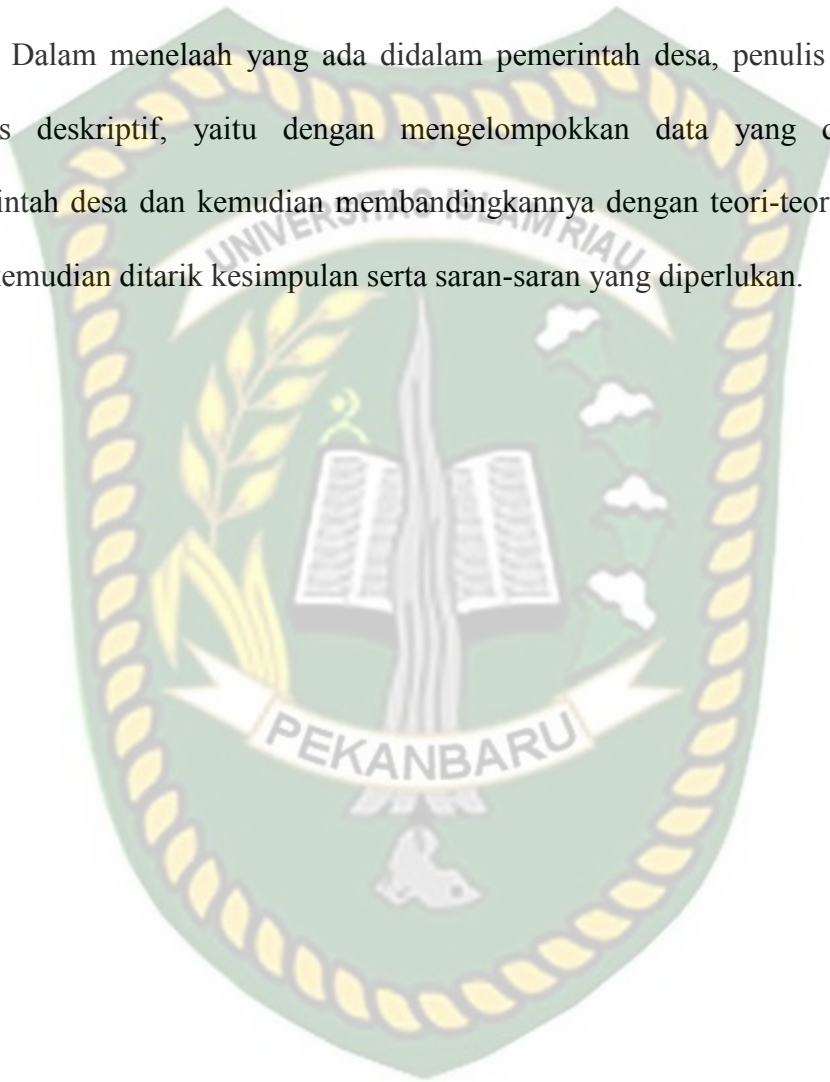 Dalam menelaah yang ada didalam pemerintah desa, penulis
s deskriptif, yaitu dengan mengelompokkan data yang d
intah desa dan kemudian membandingkannya dengan teori-teor
kemudian ditarik kesimpulan serta saran-saran yang diperlukan.
UNIVERSITAS ISLAM RIAU
PEKANBARU